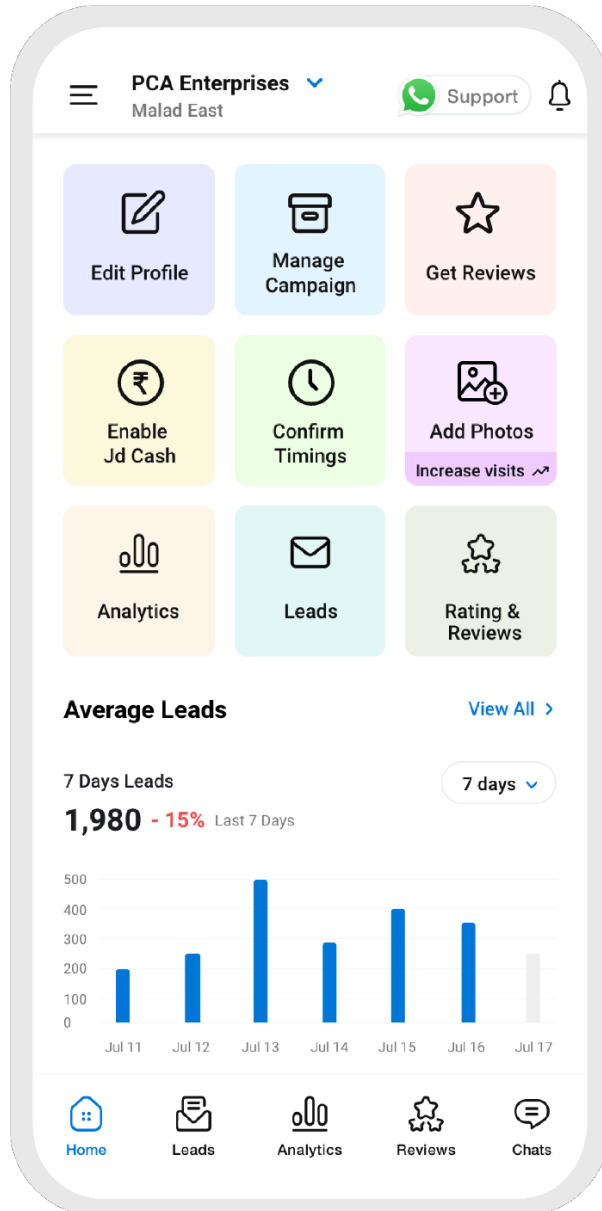 PCA Enterprises
Malad East
Support
Edit Profile
Manage
Campaign
Get Reviews
₹
Enable
Jd Cash
Confirm
Timings
Add Photos
Increase visits
Analytics
Leads
Rating &
Reviews
Average Leads
View All >
7 Days Leads
7 days
1,980 - 15% Last 7 Days
500
400
300
200
100
0
Jul 11 Jul 12 Jul 13 Jul 14 Jul 15 Jul 16 Jul 17
Home Leads Analytics Reviews Chats